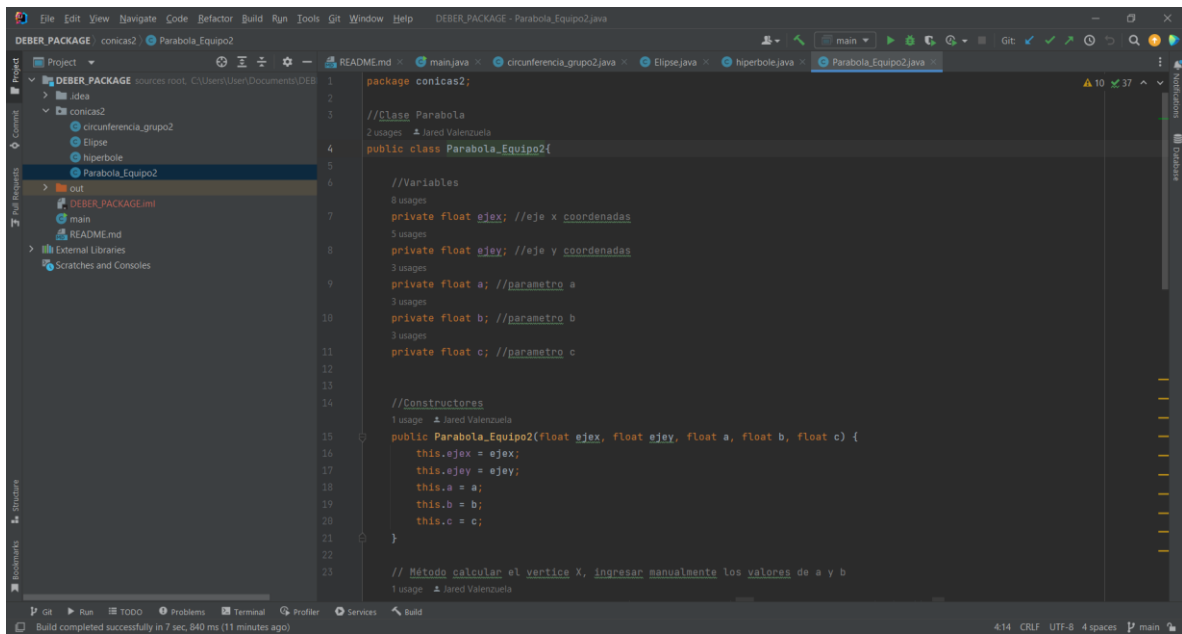 File Edit View Navigate Code Refactor Build Run Tools Git Window Help DEBER_PACKAGE - Parabola_Equipo2.java
DEBER_PACKAGE conicas2 Parabola_Equipo2 main Git:
Project
README.md main.java circunferencia_grupo2.java Elipse.java hiperbole.java Parabola_Equipo2.java
DEBER_PACKAGE sources root, C:\Users\User\Documents\DEB
.idea
conicas2
circunferencia_grupo2
Elipse
hiperbole
Parabola_Equipo2
out
DEBER_PACKAGE.iml
main
README.md
External Libraries
Scratches and Consoles
10 37
1 package conicas2;
2
3 //Clase Parabola
2 usages Jared Valenzuela
4 public class Parabola_Equipo2{
5
6 //Variables
8 usages
7 private float ejex; //eje x coordenadas
5 usages
8 private float ejey; //eje y coordenadas
3 usages
9 private float a; //parametro a
3 usages
10 private float b; //parametro b
3 usages
11 private float c; //parametro c
12
13
14 //Constructores
1 usage Jared Valenzuela
15 public Parabola_Equipo2(float ejex, float ejey, float a, float b, float c) {
16 this.ejex = ejex;
17 this.ejey = ejey;
18 this.a = a;
19 this.b = b;
20 this.c = c;
21 }
22
23 // Método calcular el vertice X, ingresar manualmente los valores de a y b
1 usage Jared Valenzuela
Project
Commit
Pull Requests
Structure
Bookmarks
Notifications
Database
Git Run TODO Problems Terminal Profiler Services Build
Build completed successfully in 7 sec, 840 ms (11 minutes ago) 4:14 CRLF UTF-8 4 spaces main